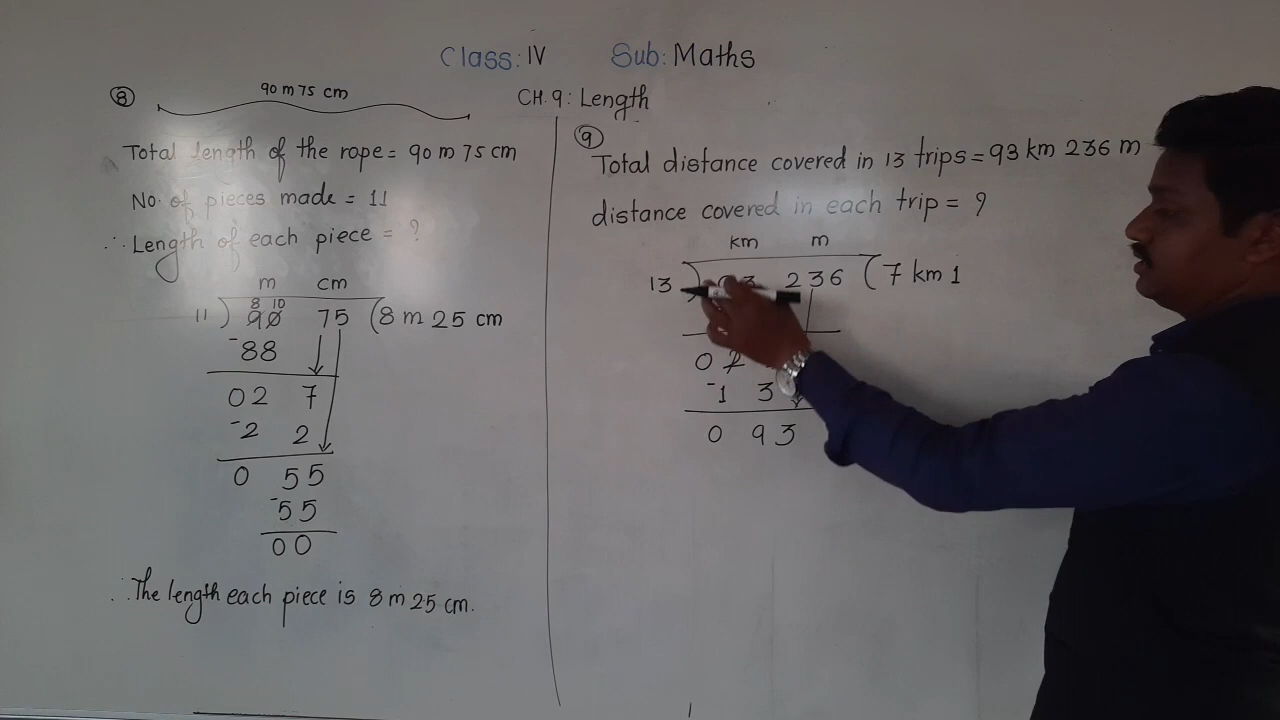 Class: IV Sub: Maths
CH. 9: Length
8
90 m 75 cm
Total length of the rope = 90 m 75 cm
No. of pieces made = 11
∴ Length of each piece = ?
m cm
8 10
11 ) 90 75 ( 8 m 25 cm
-88
02 7
-2 2
0 55
-55
00
∴ The length each piece is 8 m 25 cm.
9
Total distance covered in 13 trips = 93 km 236 m
distance covered in each trip = ?
km m
13 ) 236 ( 7 km 1
0 2
-1 3
0 93